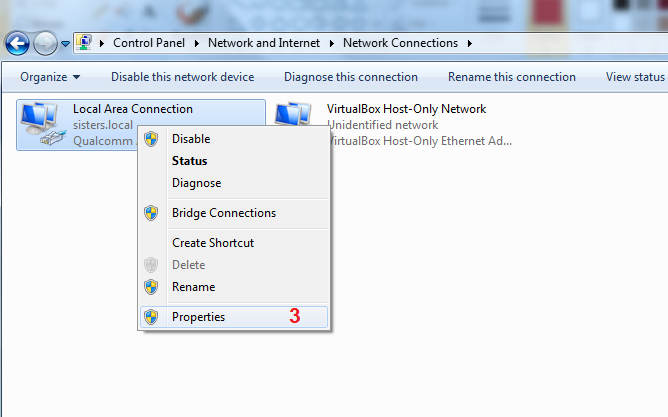 Control Panel Network and Internet Network Connections
Organize Disable this network device Diagnose this connection Rename this connection View status
Local Area Connection
sisters.local
Qualcomm
VirtualBox Host-Only Network
Unidentified network
VirtualBox Host-Only Ethernet Ad...
Disable
Status
Diagnose
Bridge Connections
Create Shortcut
Delete
Rename
Properties 3